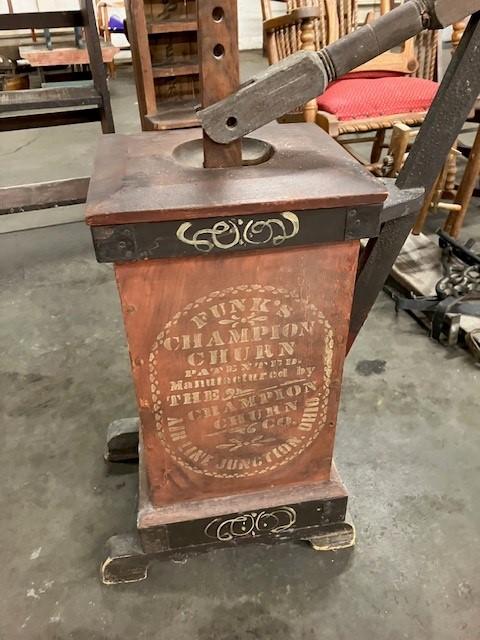 FUNK'S
CHAMPION
CHURN
PATENTED.
Manufactured by
THE CHAMPION
CHURN
CO.
AIR LINE JUNCTION, OHIO.